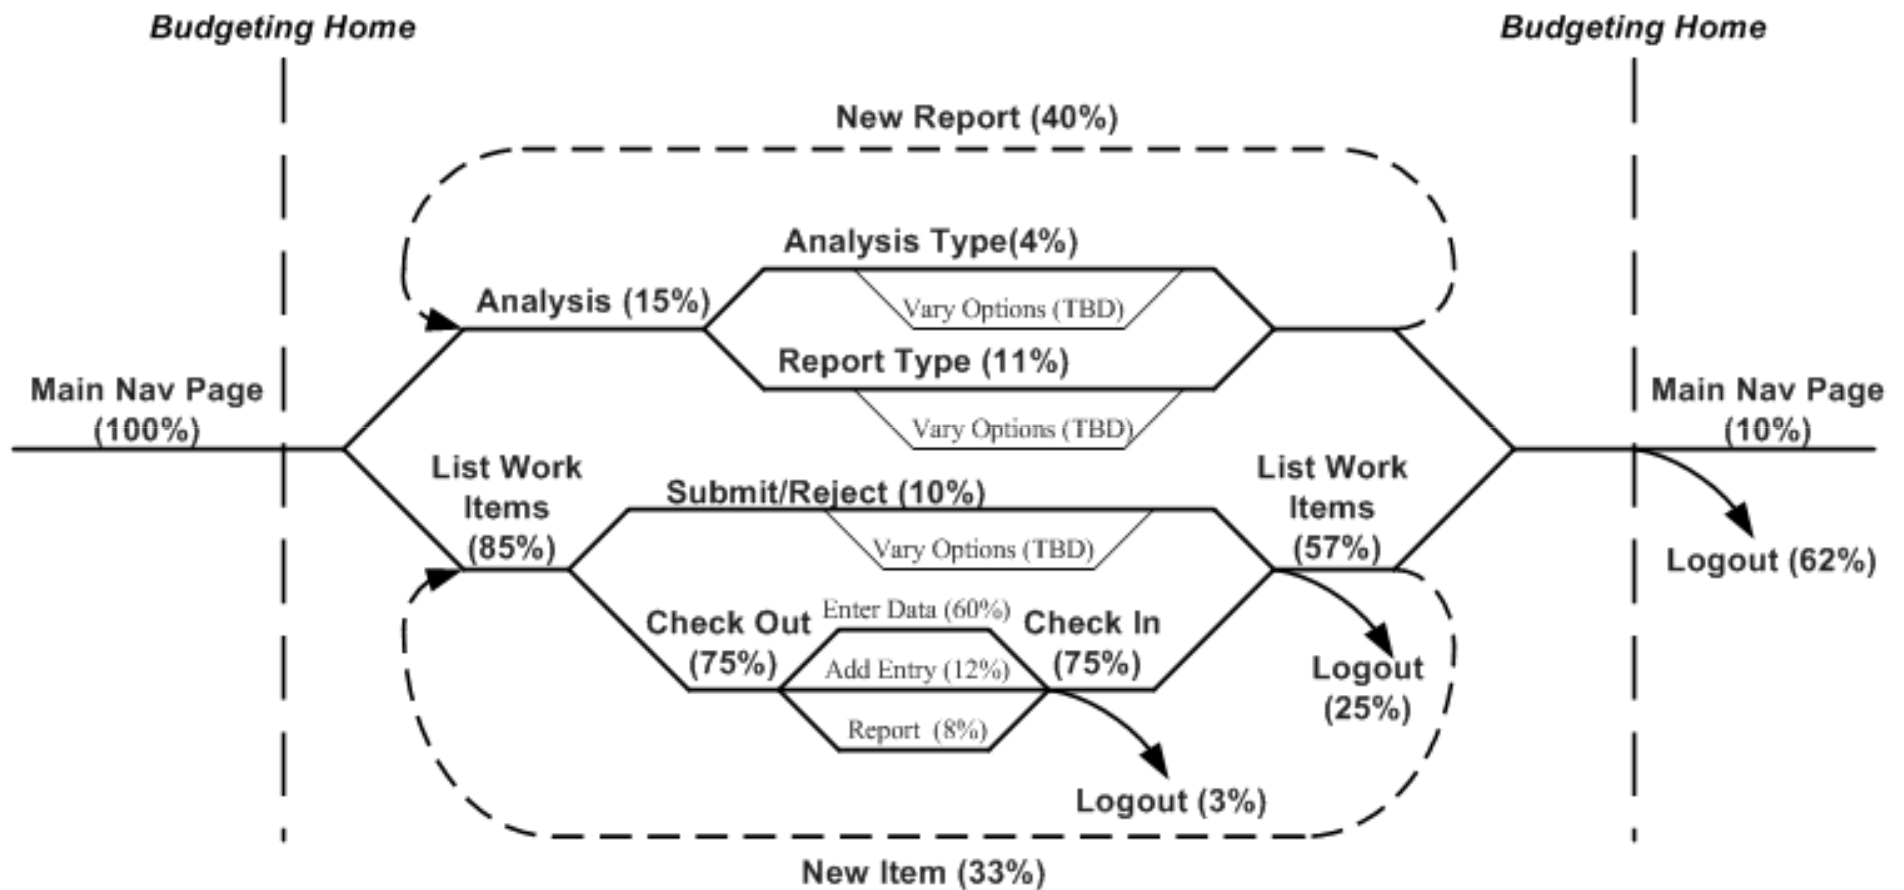 Budgeting Home
Budgeting Home
New Report (40%)
Analysis Type(4%)
Analysis (15%)
Vary Options (TBD)
Report Type (11%)
Vary Options (TBD)
Main Nav Page
(100%)
Main Nav Page
(10%)
List Work
Items
(85%)
Submit/Reject (10%)
Vary Options (TBD)
List Work
Items
(57%)
Logout (62%)
Check Out
(75%)
Enter Data (60%)
Add Entry (12%)
Report (8%)
Check In
(75%)
Logout
(25%)
Logout (3%)
New Item (33%)